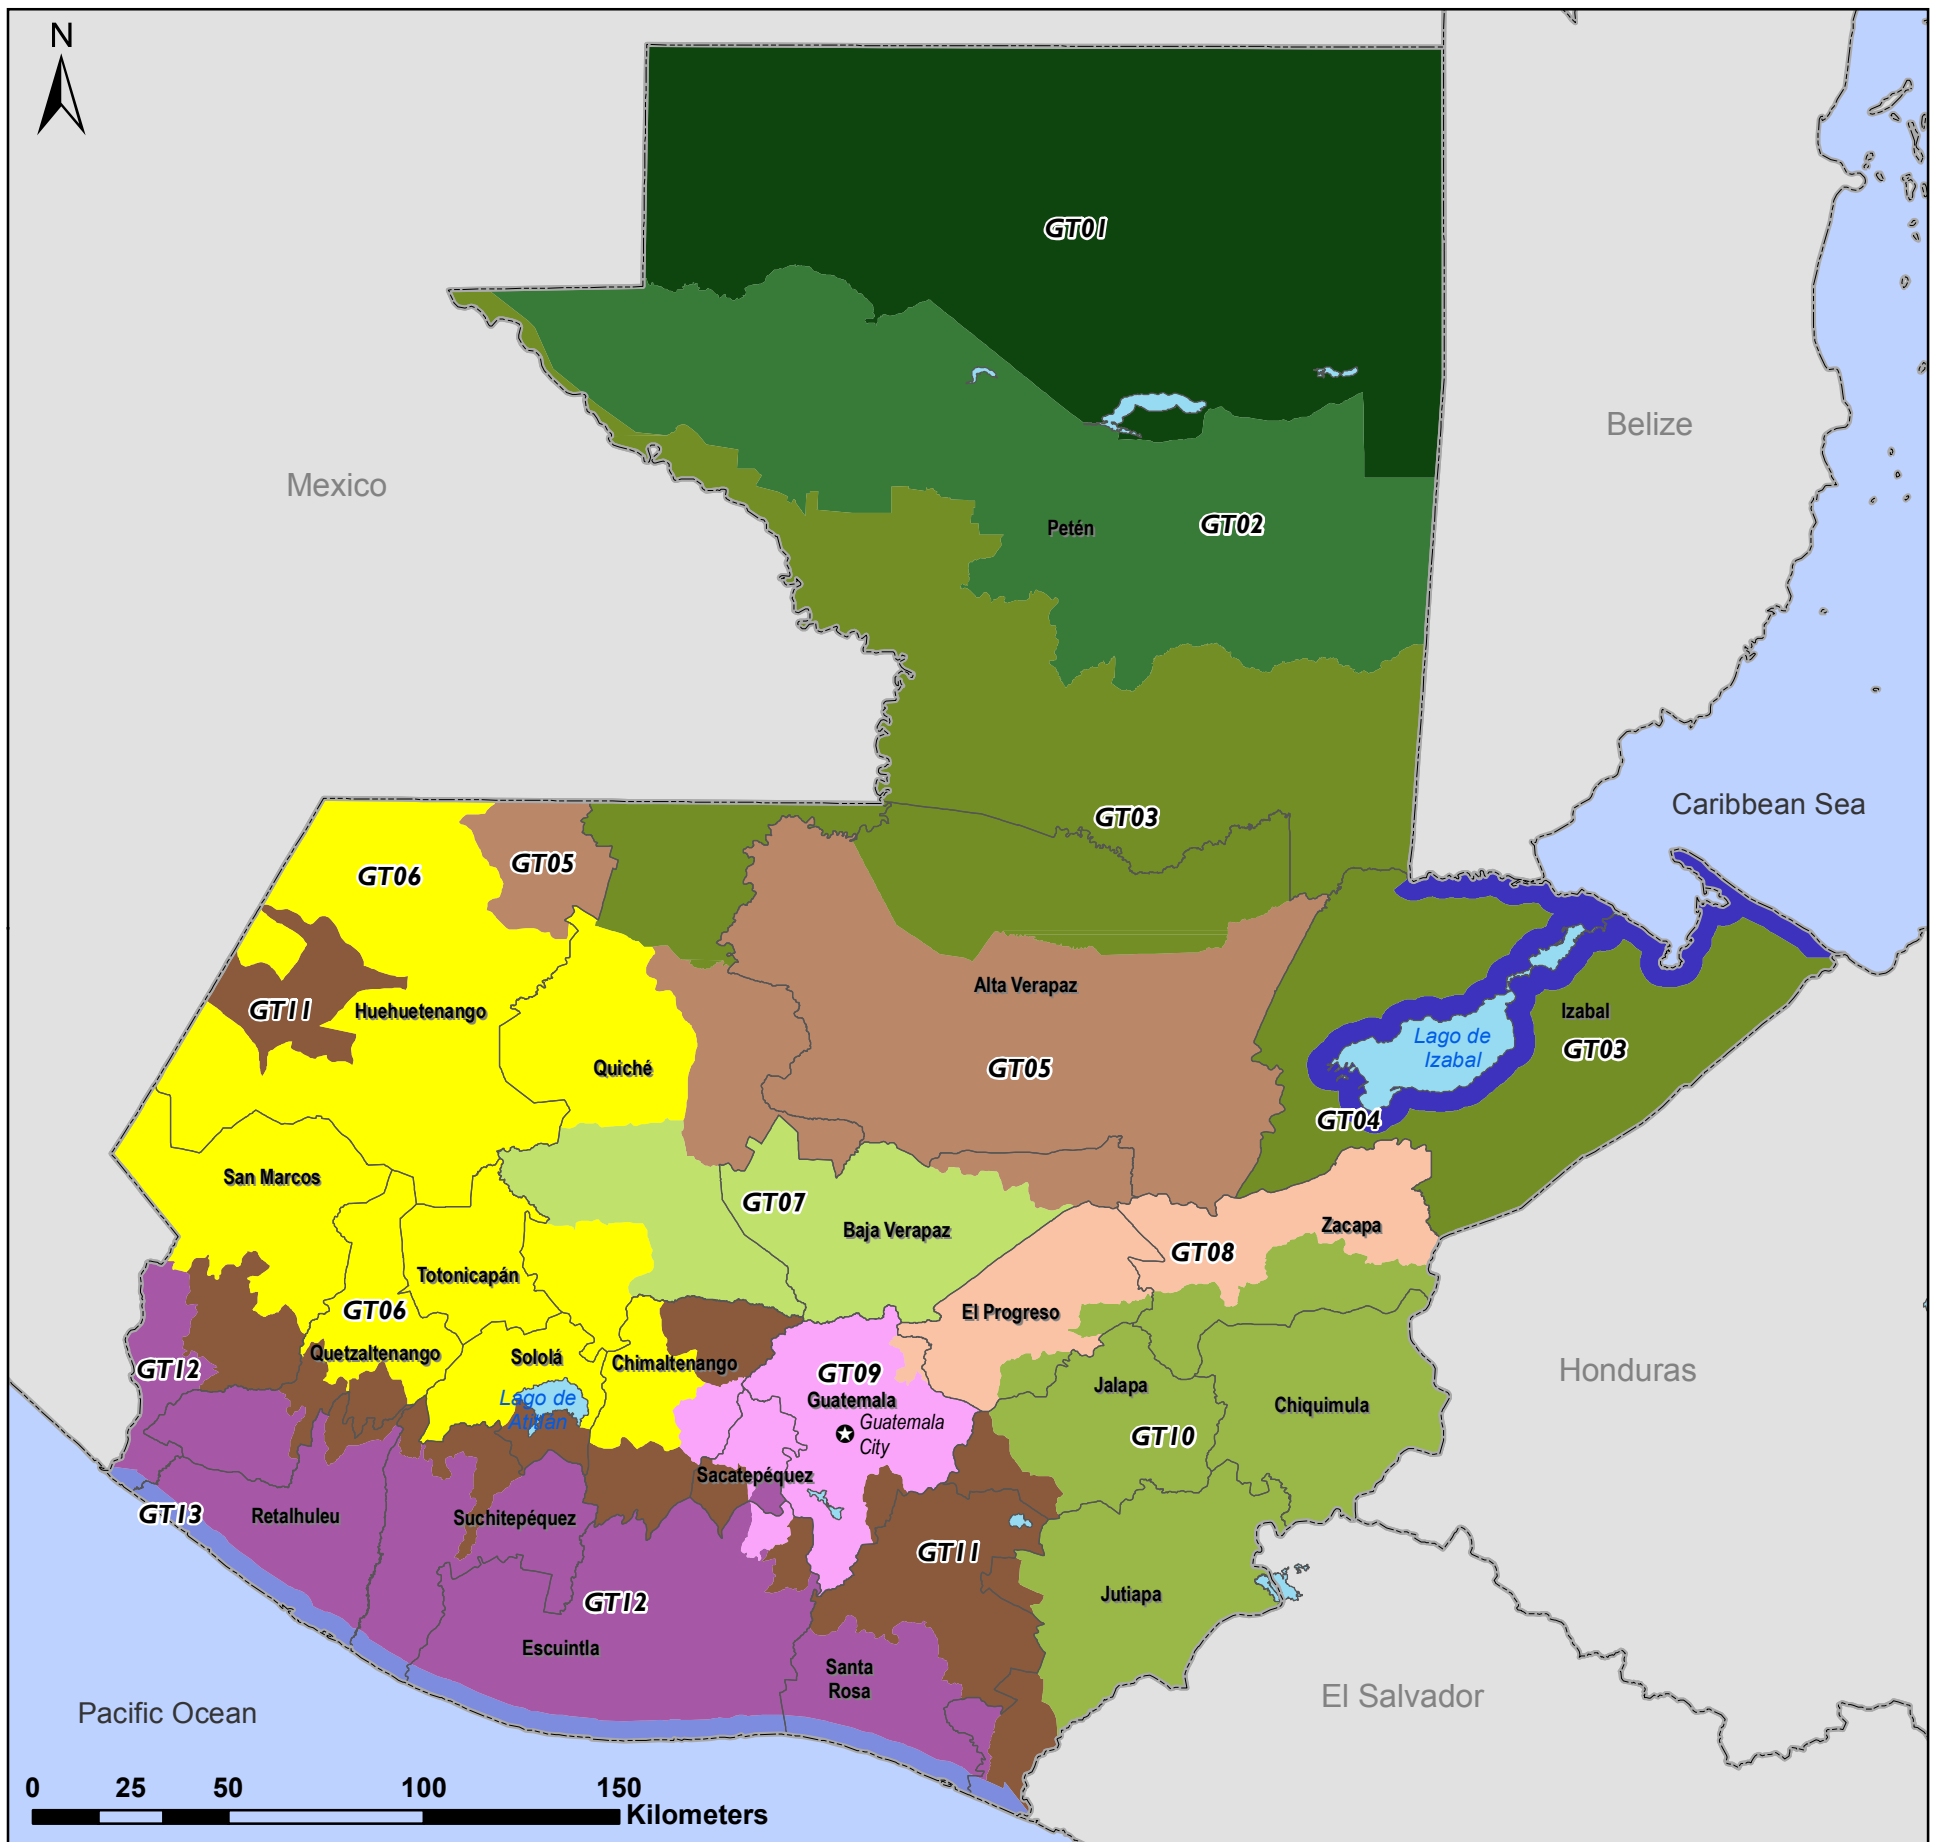 N
GT01
Belize
Mexico
Petén
GT02
Caribbean Sea
GT03
GT05
GT06
Alta Verapaz
GT11
Huehuetenango
Izabal
Lago de
Izabal
GT03
Quiché
GT05
GT04
San Marcos
GT07
Baja Verapaz
Zacapa
GT08
Totonicapán
GT06
El Progreso
Quetzaltenango
Sololá
Chimaltenango
GT12
GT09
Guatemala
Jalapa
Honduras
Chiquimula
Lago de
Atitlán
Guatemala
City
GT10
Sacatepéquez
GT13
Retalhuleu
Suchitepéquez
GT11
GT12
Jutiapa
Escuintla
Santa
Rosa
El Salvador
Pacific Ocean
0 25 50 100 150
Kilometers